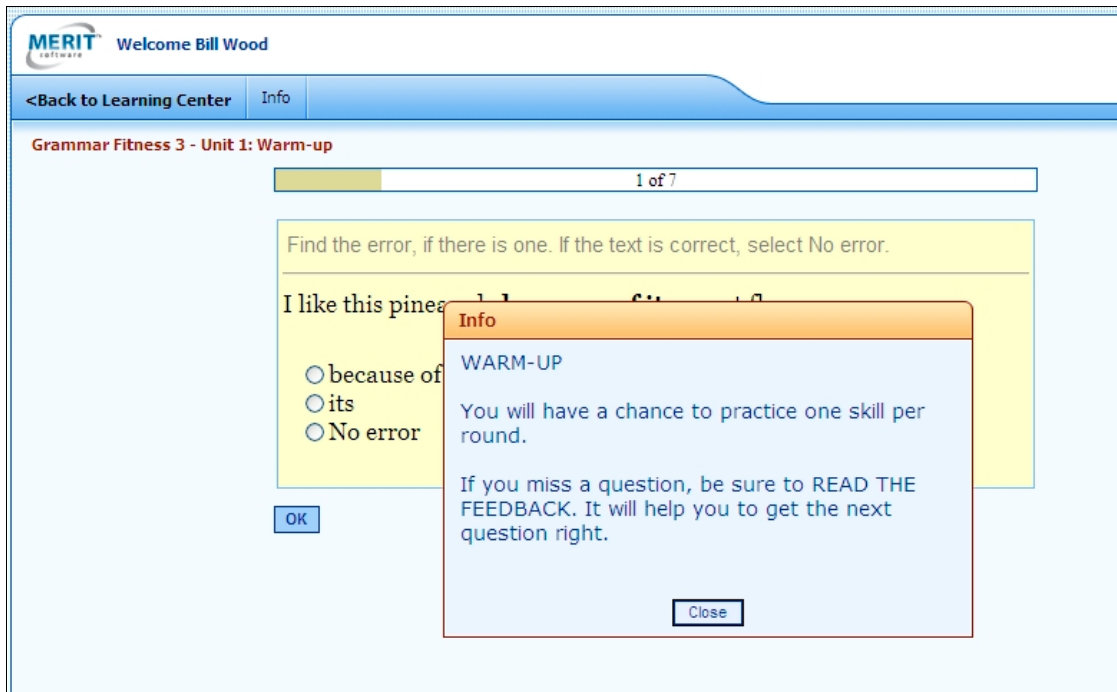 MERIT
software
Welcome Bill Wood
<Back to Learning Center
Info
Grammar Fitness 3 - Unit 1: Warm-up
1 of 7
Find the error, if there is one. If the text is correct, select No error.
I like this
because of
its
No error
OK
Info
WARM-UP
You will have a chance to practice one skill per
round.
If you miss a question, be sure to READ THE
FEEDBACK. It will help you to get the next
question right.
Close